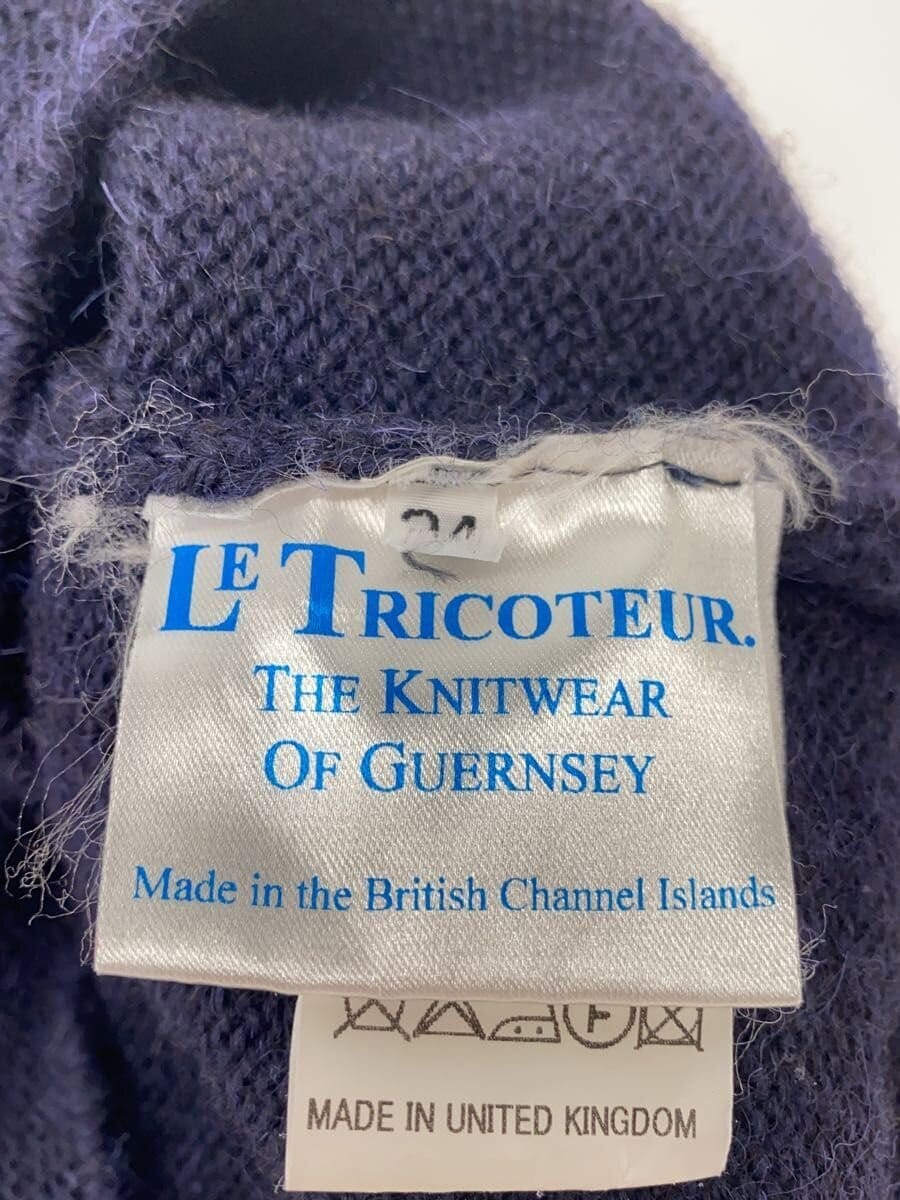 LE TRICOTEUR.
THE KNITWEAR
OF GUERNSEY
Made in the British Channel Islands
F
MADE IN UNITED KINGDOM